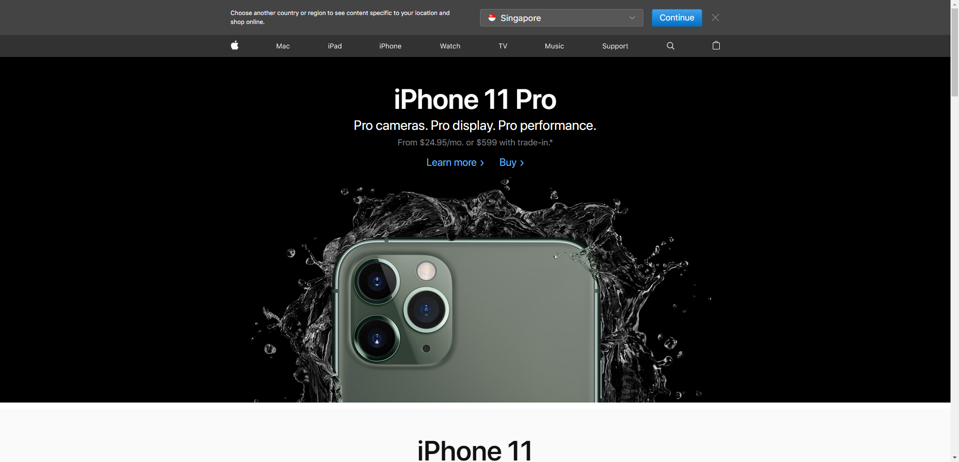 Choose another country or region to see content specific to your location and
shop online.
Singapore
Continue
Mac
iPad
iPhone
Watch
TV
Music
Support
iPhone 11 Pro
Pro cameras. Pro display. Pro performance.
From $24.95/mo. or $599 with trade-in.*
Learn more >
Buy >
iPhone 11